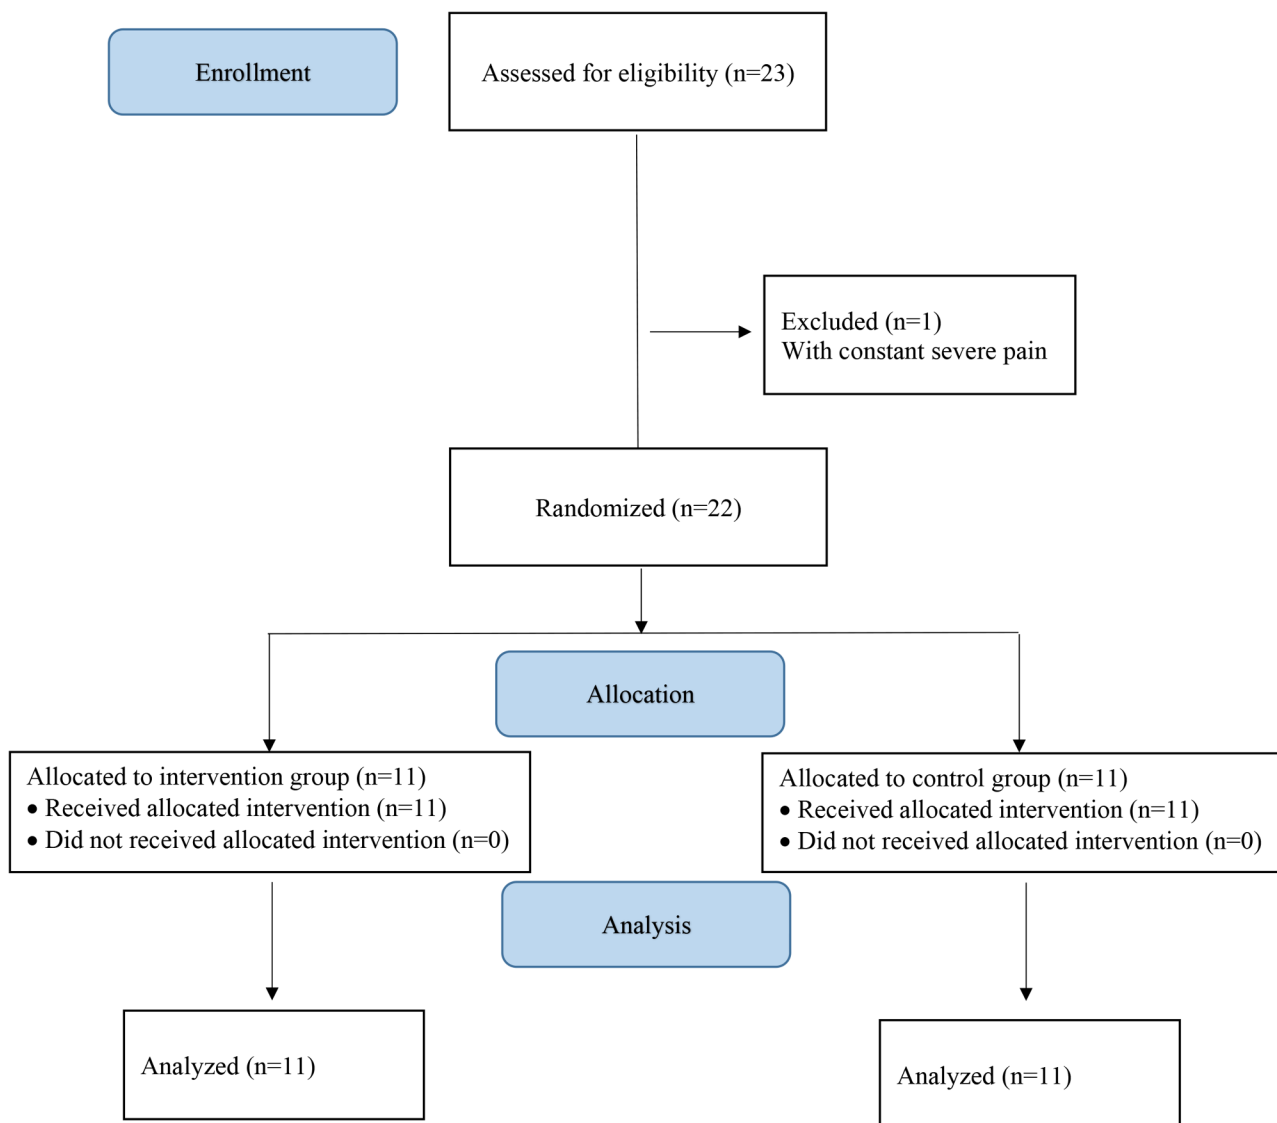 Enrollment
Assessed for eligibility (n=23)
Excluded (n=1)
With constant severe pain
Randomized (n=22)
Allocation
Allocated to intervention group (n=11)
• Received allocated intervention (n=11)
• Did not received allocated intervention (n=0)
Allocated to control group (n=11)
• Received allocated intervention (n=11)
• Did not received allocated intervention (n=0)
Analysis
Analyzed (n=11)
Analyzed (n=11)